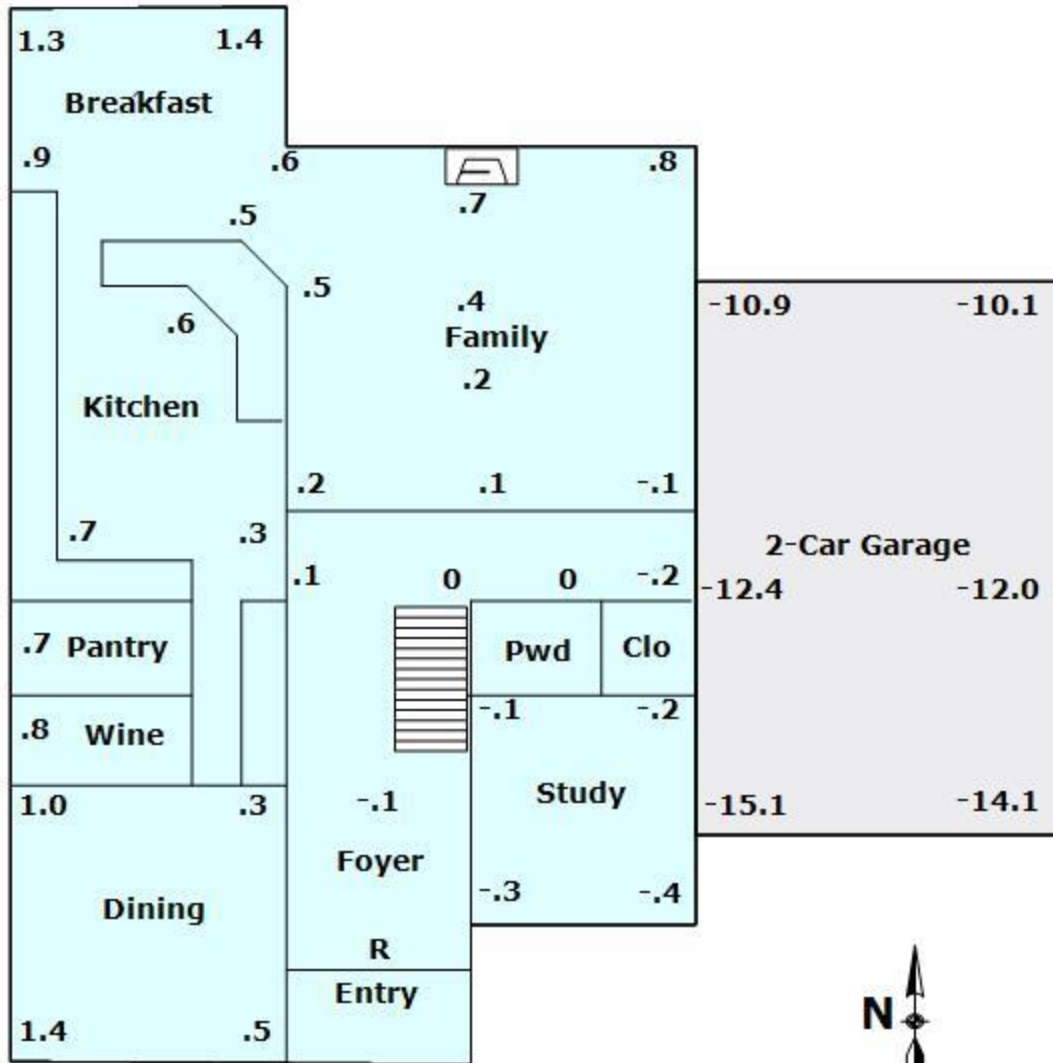 1.3 1.4
Breakfast
.9 .6 .8
.7
.5
.5 .4 -10.9 -10.1
.6 Family
.2
Kitchen
.2 .1 -.1
.7 .3 2-Car Garage
.1 0 0 -.2 -12.4 -12.0
.7 Pantry Pwd Clo
-.1 -.2
.8 Wine
Study
1.0 .3 -.1 -15.1 -14.1
Foyer
-.3 -.4
Dining
R
Entry
N
1.4 .5